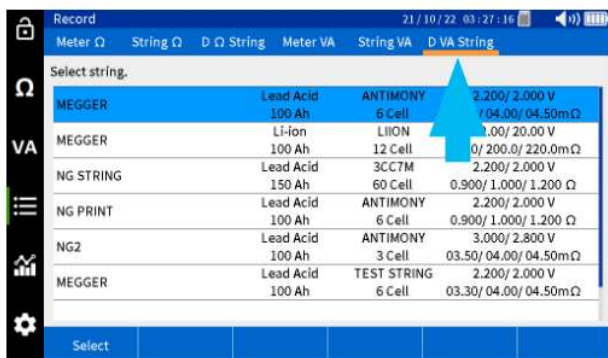 Record 21/10/22 03:27:16
Meter Ω String Ω D Ω String Meter VA String VA D VA String
Select string.
Ω
VA
MEGGER Lead Acid ANTIMONY 2.200/ 2.000 V
100 Ah 6 Cell / 04.00/ 04.50mΩ
MEGGER Li-ion LIION .00/ 20.00 V
100 Ah 12 Cell 0/ 200.0/ 220.0mΩ
NG STRING Lead Acid 3CC7M 2.200/ 2.000 V
150 Ah 60 Cell 0.900/ 1.000/ 1.200 Ω
NG PRINT Lead Acid ANTIMONY 2.200/ 2.000 V
100 Ah 6 Cell 0.900/ 1.000/ 1.200 Ω
NG2 Lead Acid ANTIMONY 3.000/ 2.800 V
100 Ah 3 Cell 03.50/ 04.00/ 04.50mΩ
MEGGER Lead Acid TEST STRING 2.200/ 2.000 V
100 Ah 6 Cell 03.30/ 04.00/ 04.50mΩ
Select